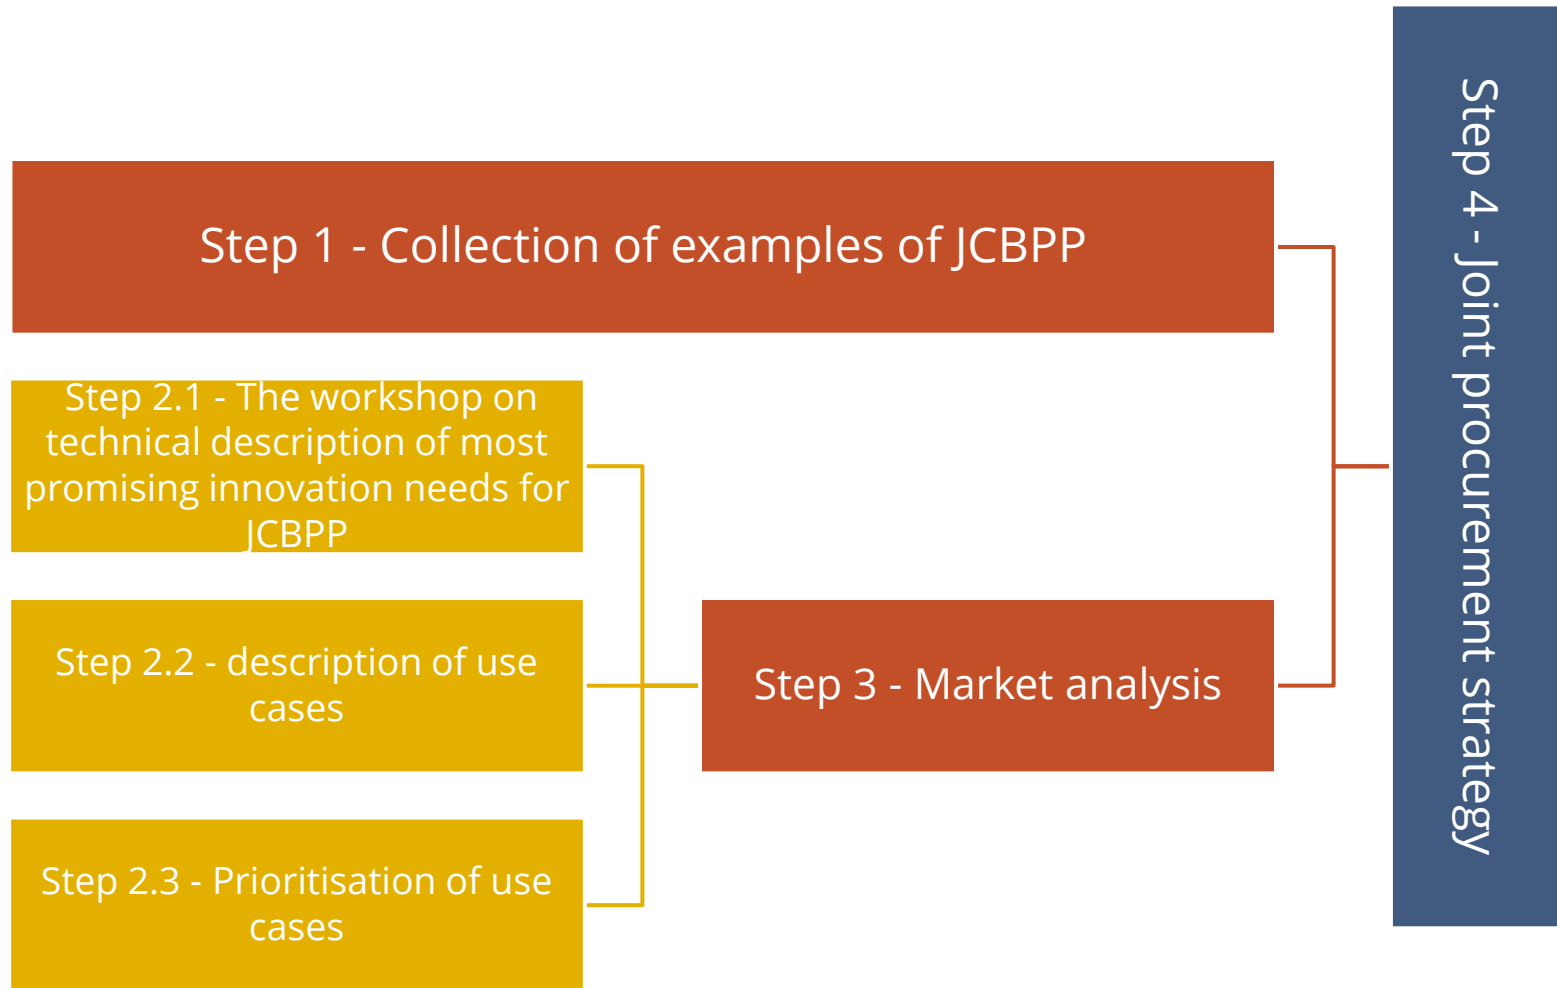 Step 1 - Collection of examples of JCBPP
Step 2.1 - The workshop on
technical description of most
promising innovation needs for
JCBPP
Step 2.2 - description of use
cases
Step 2.3 - Prioritisation of use
cases
Step 3 - Market analysis
Step 4 - Joint procurement strategy